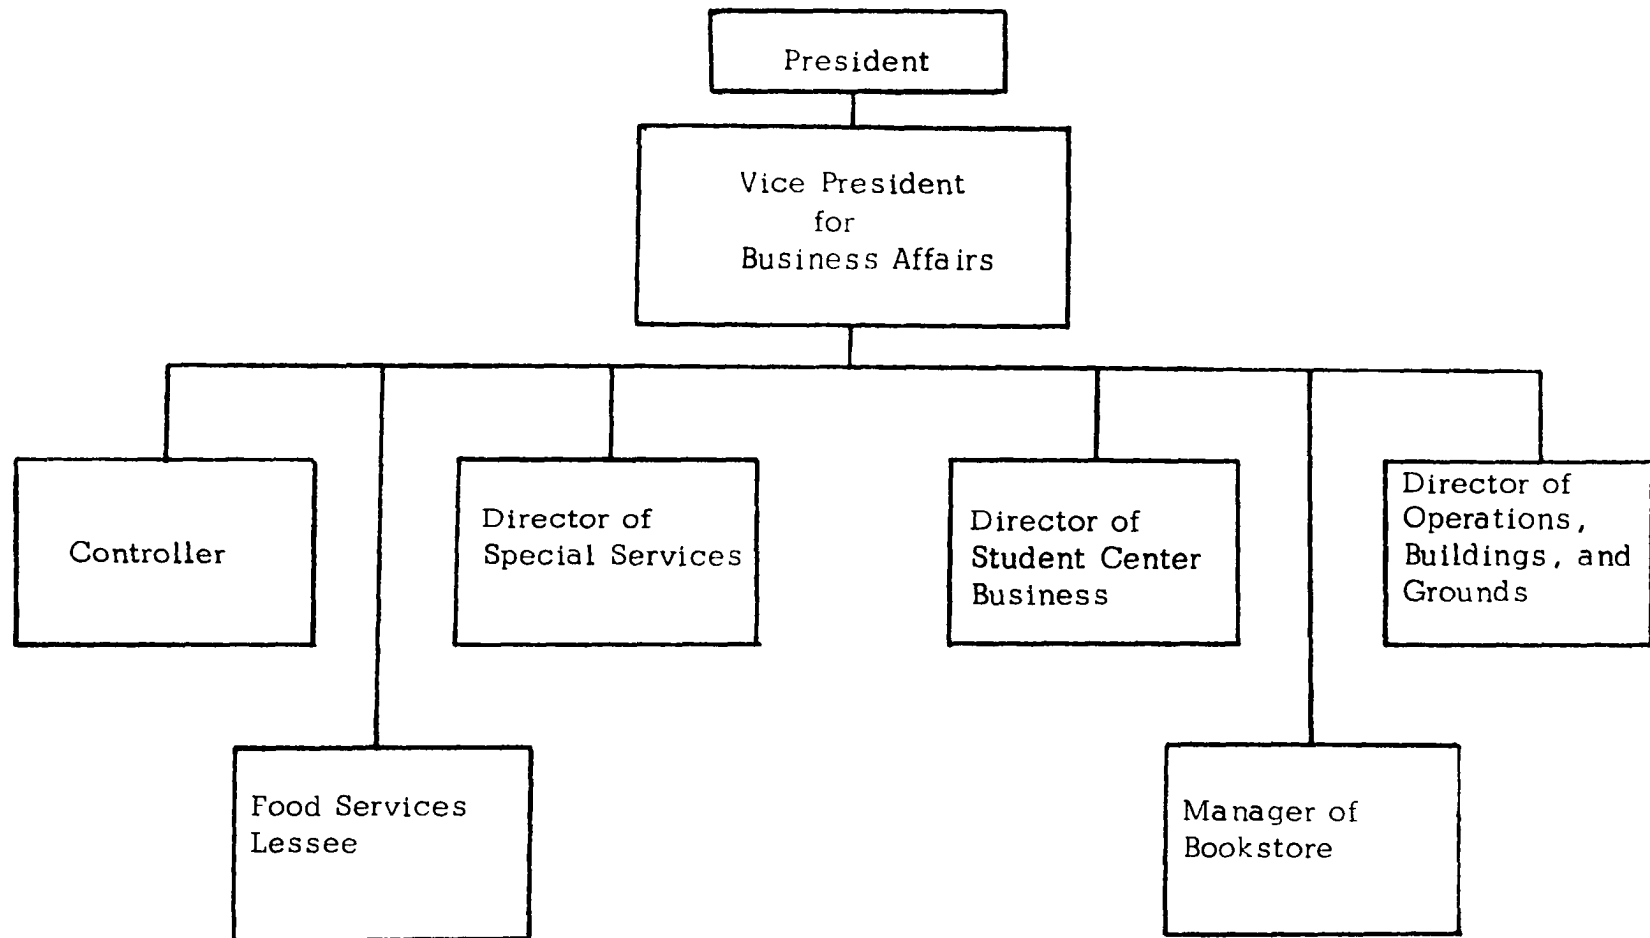 President
Vice President
for
Business Affairs
Controller
Director of
Special Services
Director of
Student Center
Business
Director of
Operations,
Buildings, and
Grounds
Food Services
Lessee
Manager of
Bookstore